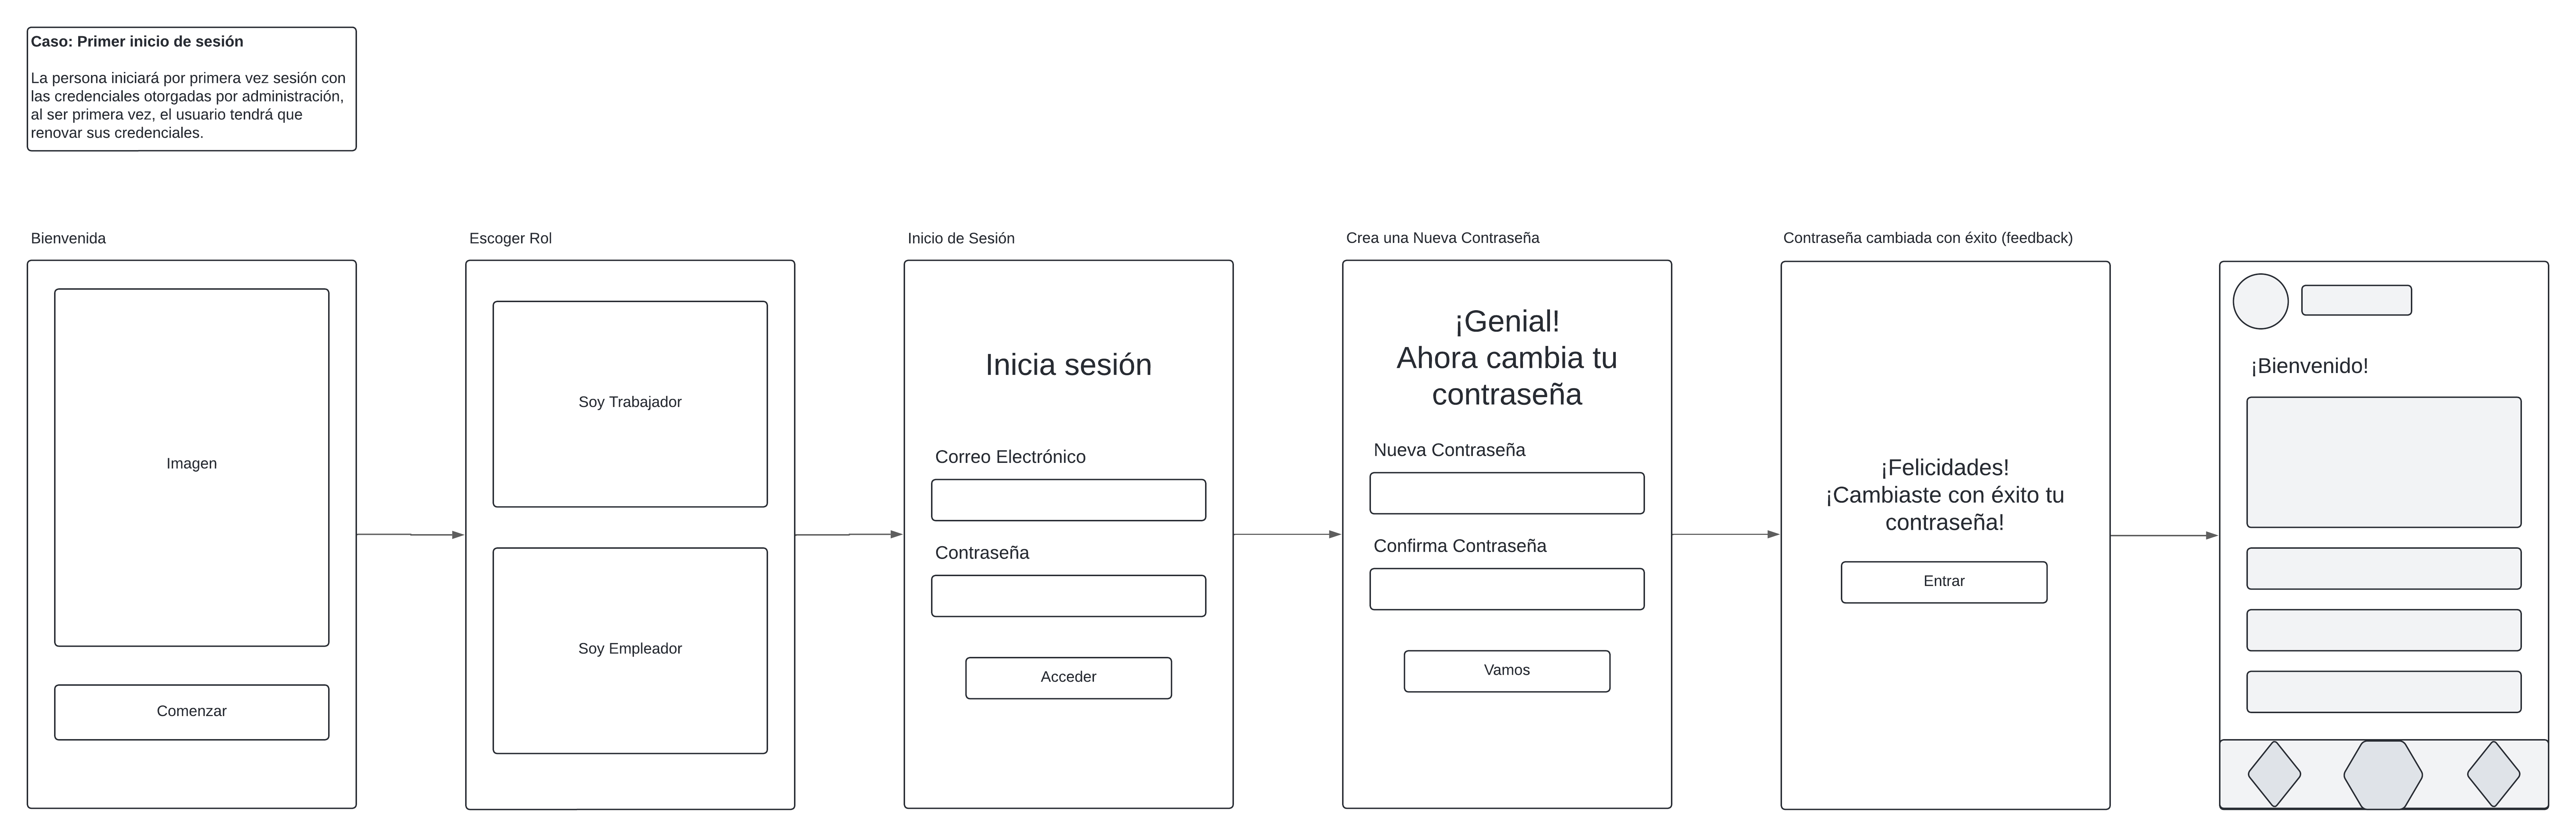 Caso: Primer inicio de sesión
La persona iniciará por primera vez sesión con
las credenciales otorgadas por administración,
al ser primera vez, el usuario tendrá que
renovar sus credenciales.
Bienvenida
Imagen
Comenzar
Escoger Rol
Soy Trabajador
Soy Empleador
Inicio de Sesión
Inicia sesión
Correo Electrónico
Contraseña
Acceder
Crea una Nueva Contraseña
¡Genial!
Ahora cambia tu
contraseña
Nueva Contraseña
Confirma Contraseña
Vamos
Contraseña cambiada con éxito (feedback)
¡Felicidades!
¡Cambiaste con éxito tu
contraseña!
Entrar
¡Bienvenido!